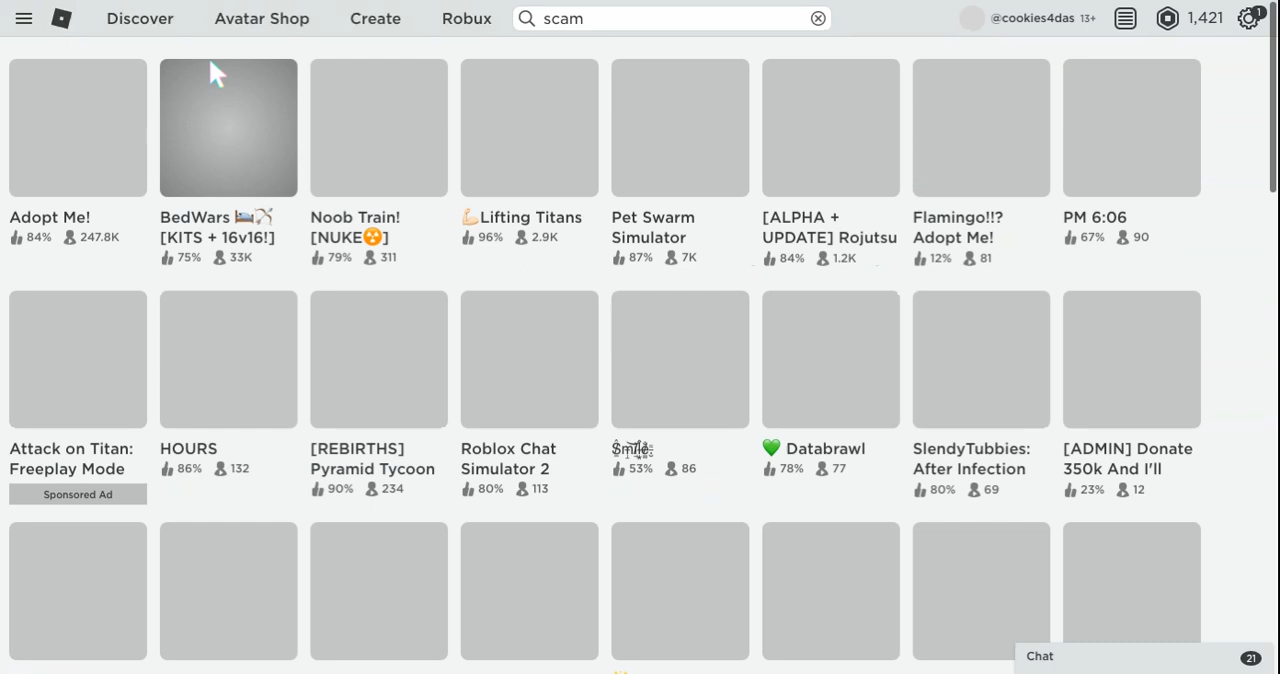 Discover Avatar Shop Create Robux scam @cookies4das 13+ 1,421 1
Adopt Me!
84% 247.8K
BedWars 🛏️🏹
[KITS + 16v16!]
75% 33K
Noob Train!
[NUKE☢️]
79% 311
💪🏻Lifting Titans
96% 2.9K
Pet Swarm
Simulator
87% 7K
[ALPHA +
UPDATE] Rojutsu
84% 1.2K
Flamingo!!?
Adopt Me!
12% 81
PM 6:06
67% 90
Attack on Titan:
Freeplay Mode
Sponsored Ad
HOURS
86% 132
[REBIRTHS]
Pyramid Tycoon
90% 234
Roblox Chat
Simulator 2
80% 113
53% 86
💚 Databrawl
78% 77
SlendyTubbies:
After Infection
80% 69
[ADMIN] Donate
350k And I'll
23% 12
Chat 21